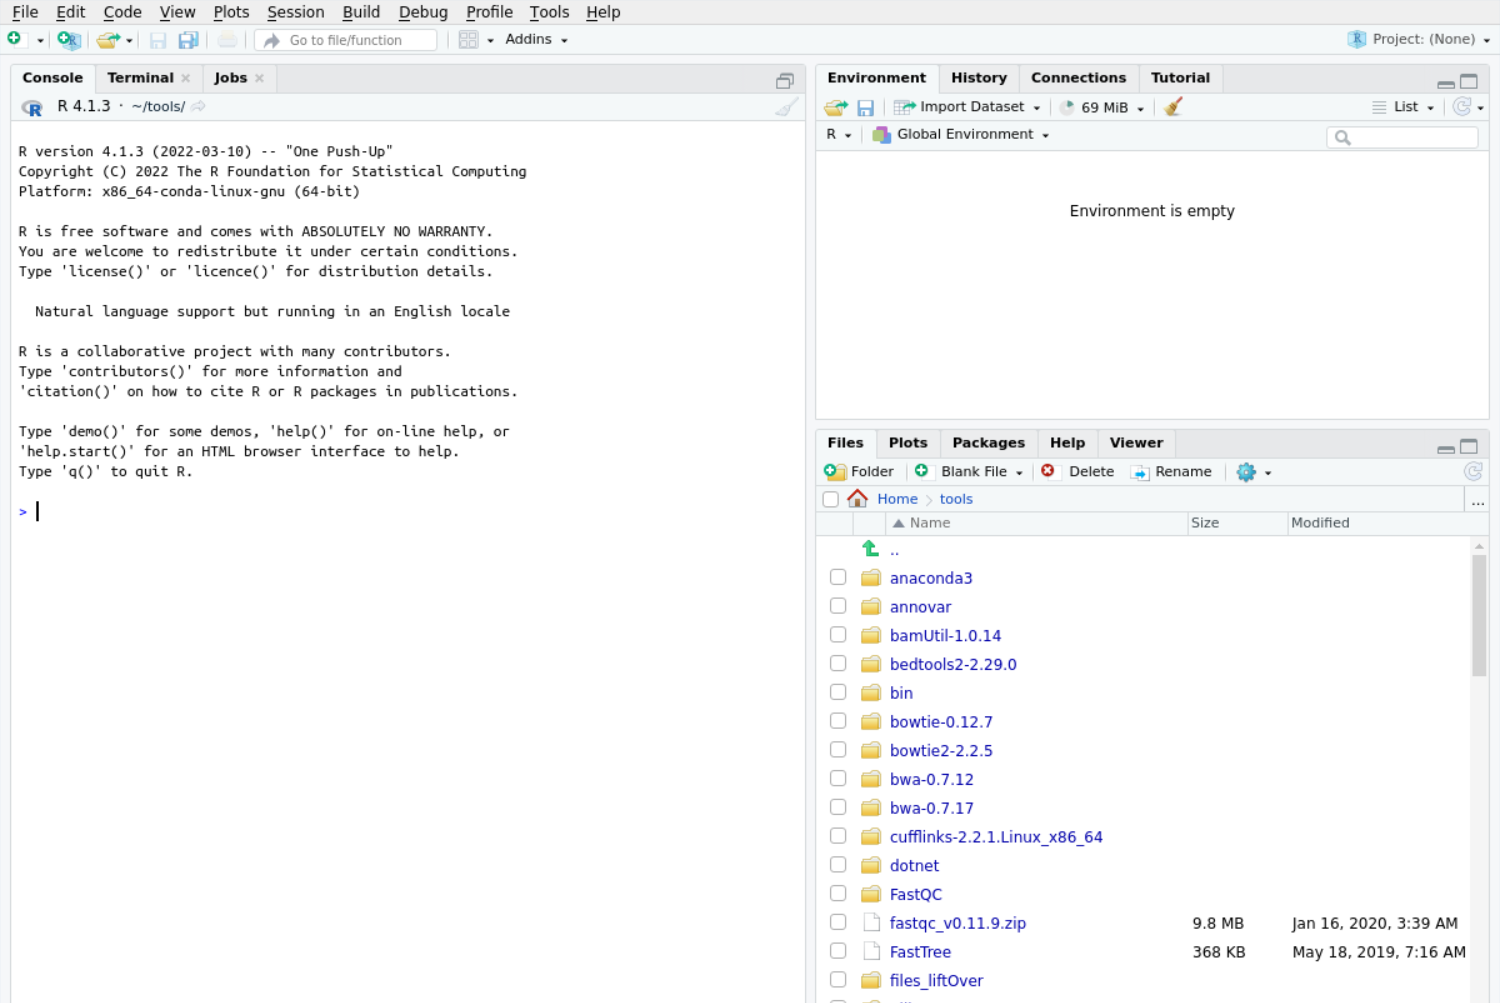 File Edit Code View Plots Session Build Debug Profile Tools Help
Go to file/function Addins Project: (None)
Console Terminal Jobs
R 4.1.3 · ~/tools/
R version 4.1.3 (2022-03-10) -- "One Push-Up"
Copyright (C) 2022 The R Foundation for Statistical Computing
Platform: x86_64-conda-linux-gnu (64-bit)
R is free software and comes with ABSOLUTELY NO WARRANTY.
You are welcome to redistribute it under certain conditions.
Type 'license()' or 'licence()' for distribution details.
Natural language support but running in an English locale
R is a collaborative project with many contributors.
Type 'contributors()' for more information and
'citation()' on how to cite R or R packages in publications.
Type 'demo()' for some demos, 'help()' for on-line help, or
'help.start()' for an HTML browser interface to help.
Type 'q()' to quit R.
>
Environment History Connections Tutorial
Import Dataset 69 MiB List
R Global Environment
Environment is empty
Files Plots Packages Help Viewer
Folder Blank File Delete Rename
Home tools ...
Name Size Modified
..
anaconda3
annovar
bamUtil-1.0.14
bedtools2-2.29.0
bin
bowtie-0.12.7
bowtie2-2.2.5
bwa-0.7.12
bwa-0.7.17
cufflinks-2.2.1.Linux_x86_64
dotnet
FastQC
fastqc_v0.11.9.zip 9.8 MB Jan 16, 2020, 3:39 AM
FastTree 368 KB May 18, 2019, 7:16 AM
files_liftOver